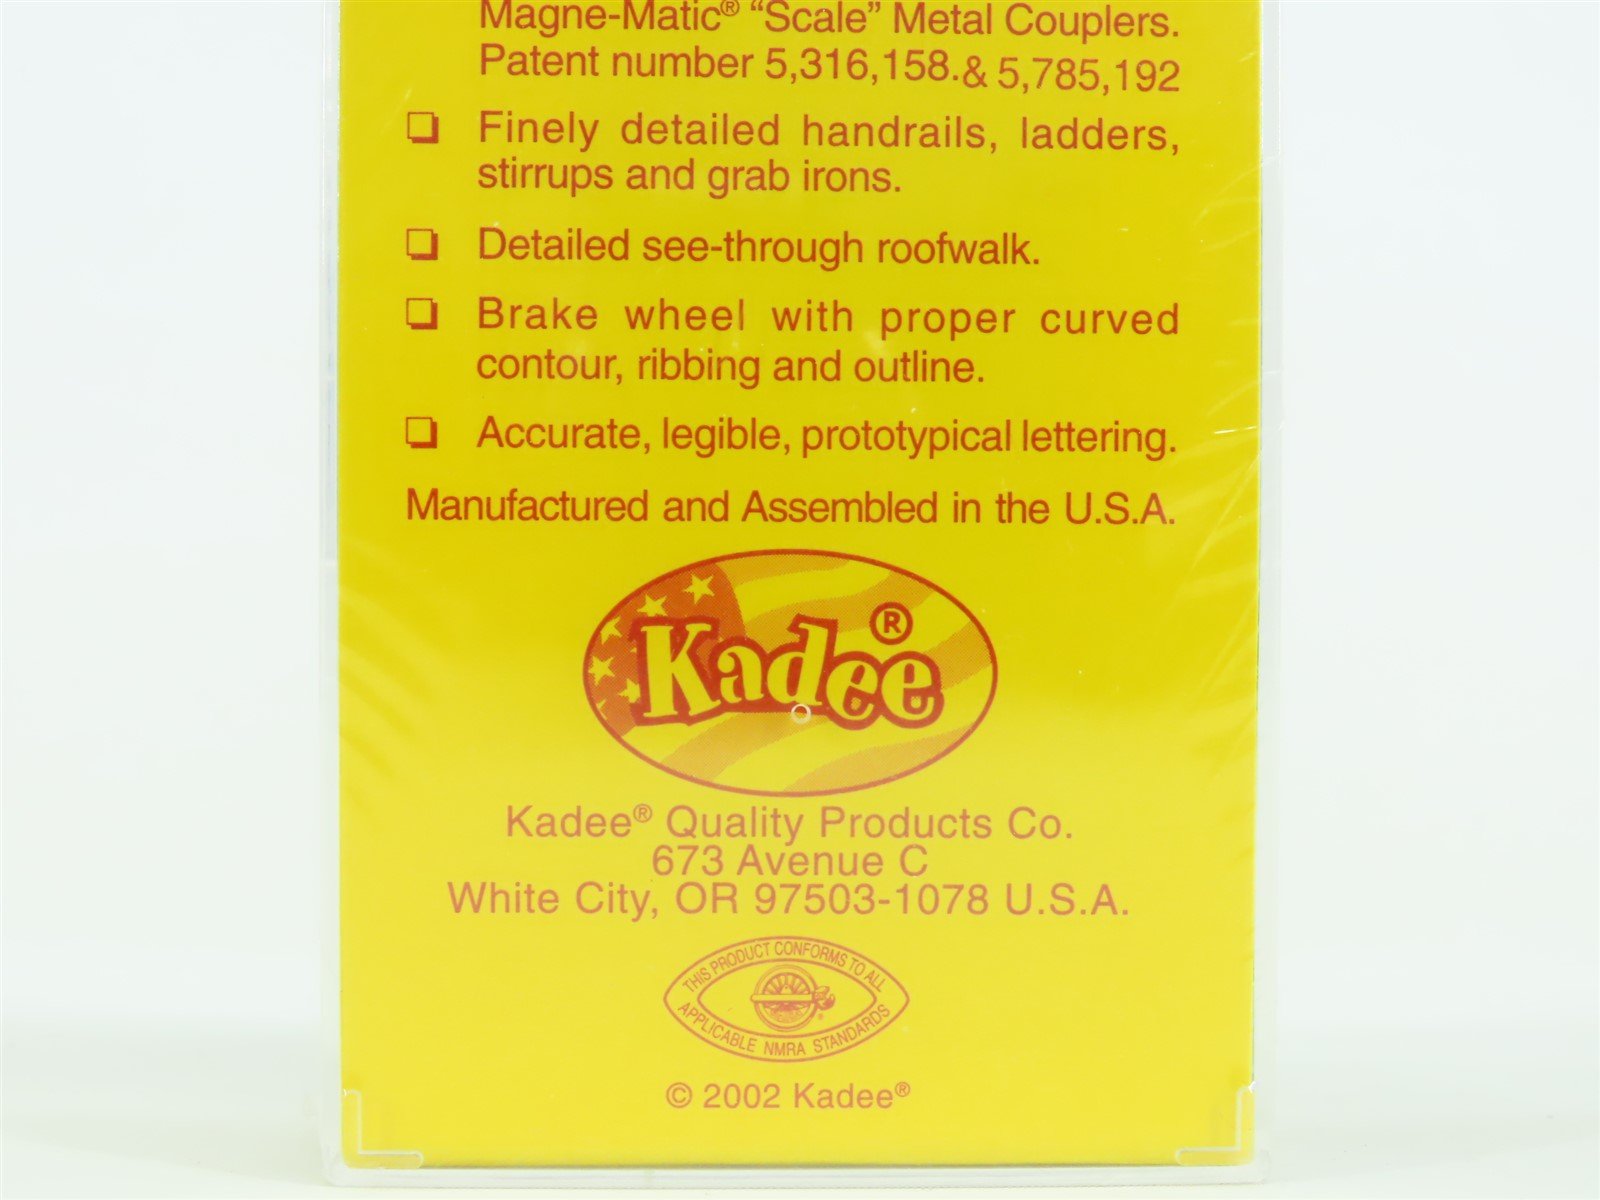 Magne-Matic® “Scale” Metal Couplers.
Patent number 5,316,158.& 5,785,192
❏ Finely detailed handrails, ladders,
stirrups and grab irons.
❏ Detailed see-through roofwalk.
❏ Brake wheel with proper curved
contour, ribbing and outline.
❏ Accurate, legible, prototypical lettering.
Manufactured and Assembled in the U.S.A.
Kadee®
Kadee® Quality Products Co.
673 Avenue C
White City, OR 97503-1078 U.S.A.
THIS PRODUCT CONFORMS TO ALL
APPLICABLE NMRA STANDARDS
© 2002 Kadee®